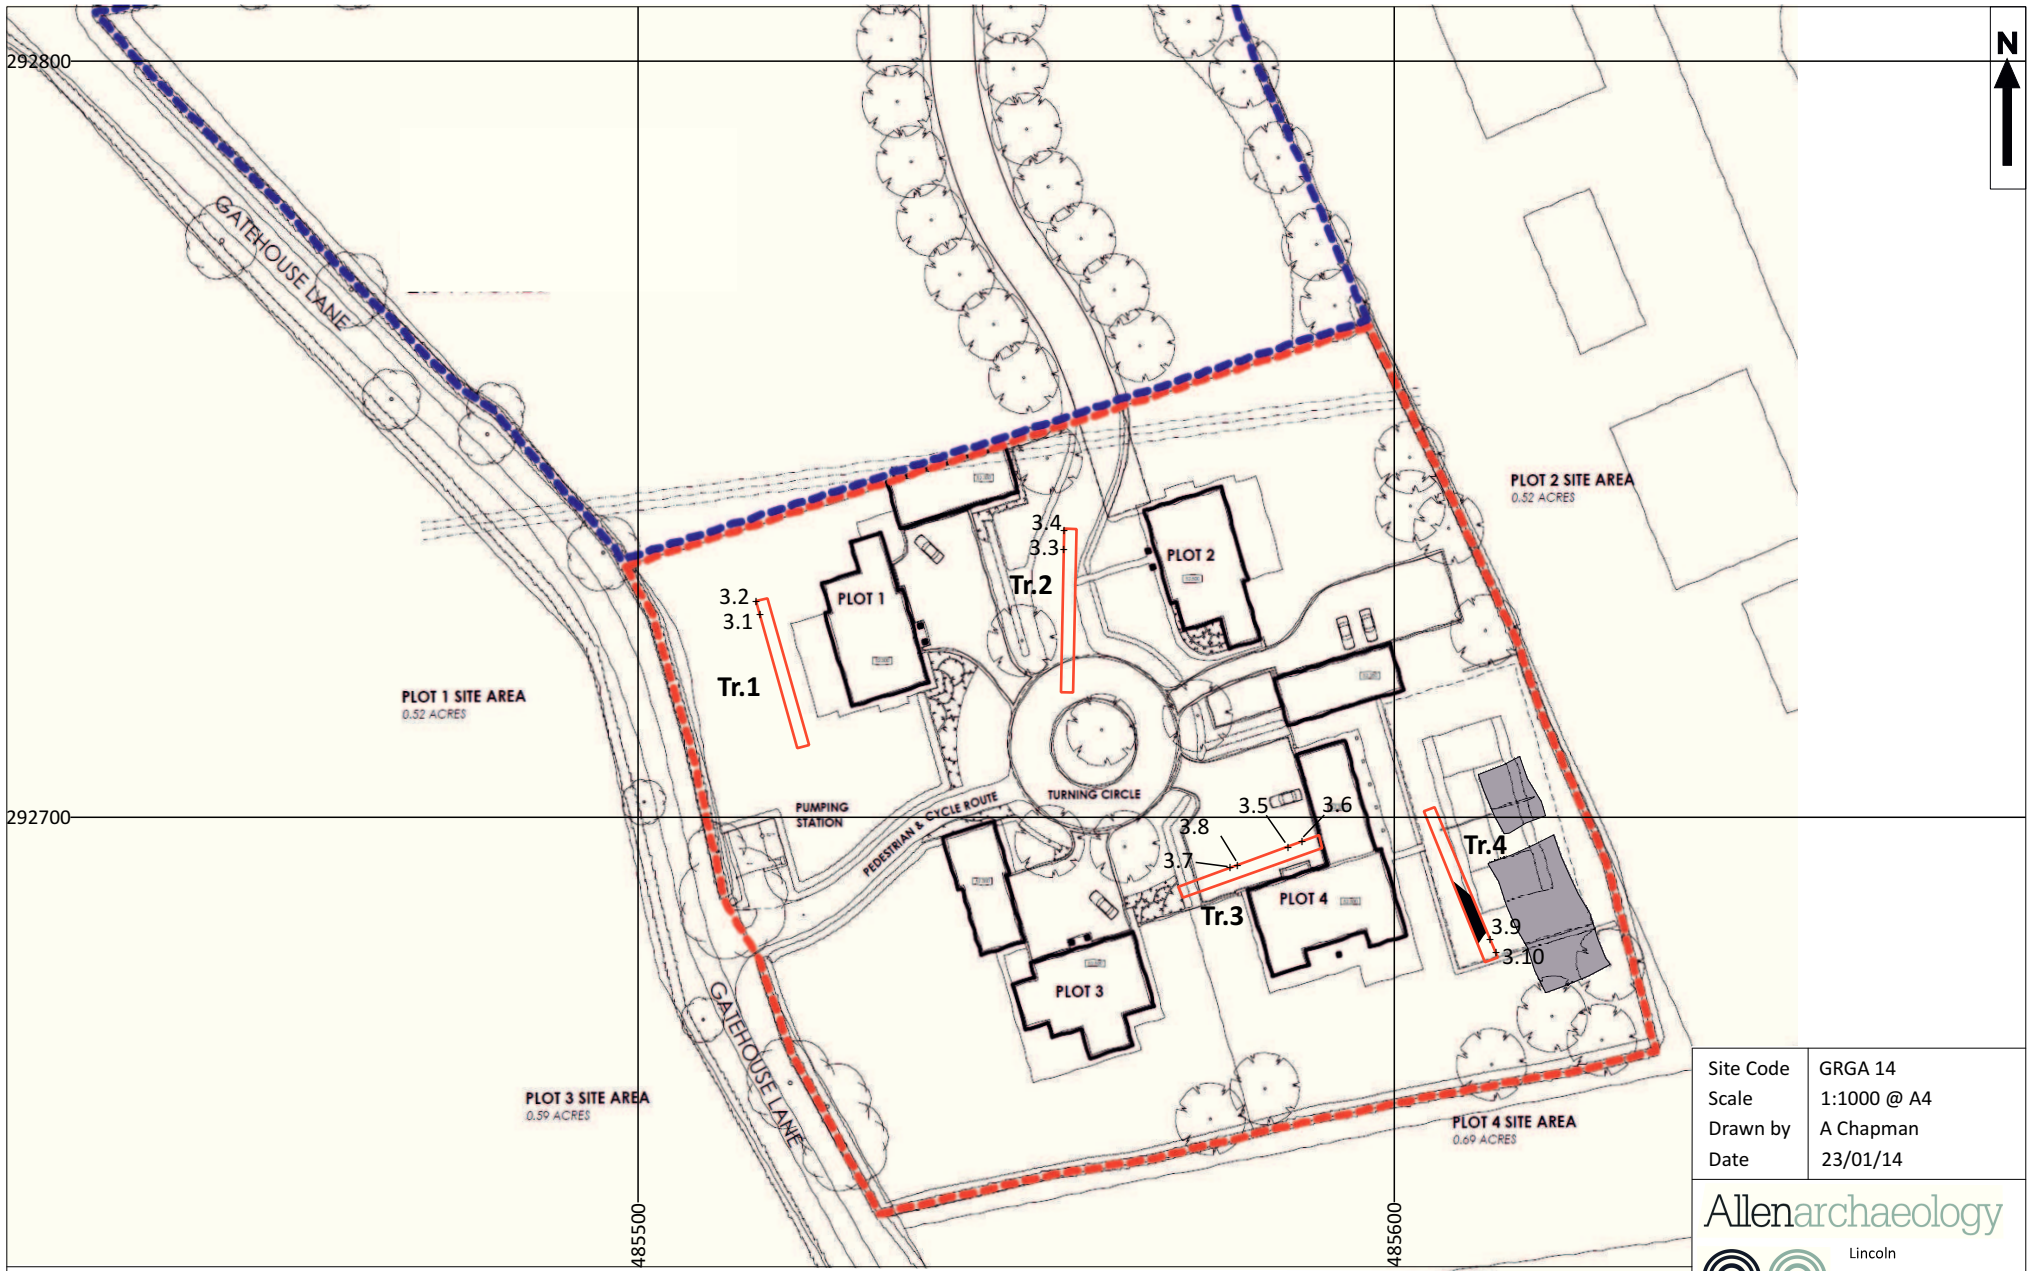 292800
N
GATEHOUSE LANE
PLOT 2 SITE AREA
0.52 ACRES
3.4
3.3
Tr.2
PLOT 2
3.2
3.1
PLOT 1
Tr.1
PLOT 1 SITE AREA
0.52 ACRES
292700
PUMPING
STATION
PEDESTRIAN & CYCLE ROUTE
TURNING CIRCLE
3.5
3.6
3.8
3.7
Tr.4
Tr.3
PLOT 4
3.9
3.10
PLOT 3
GATEHOUSE LANE
PLOT 3 SITE AREA
0.59 ACRES
PLOT 4 SITE AREA
0.69 ACRES
485500
485600
Site Code GRGA 14
Scale 1:1000 @ A4
Drawn by A Chapman
Date 23/01/14
Allenarchaeology
Lincoln